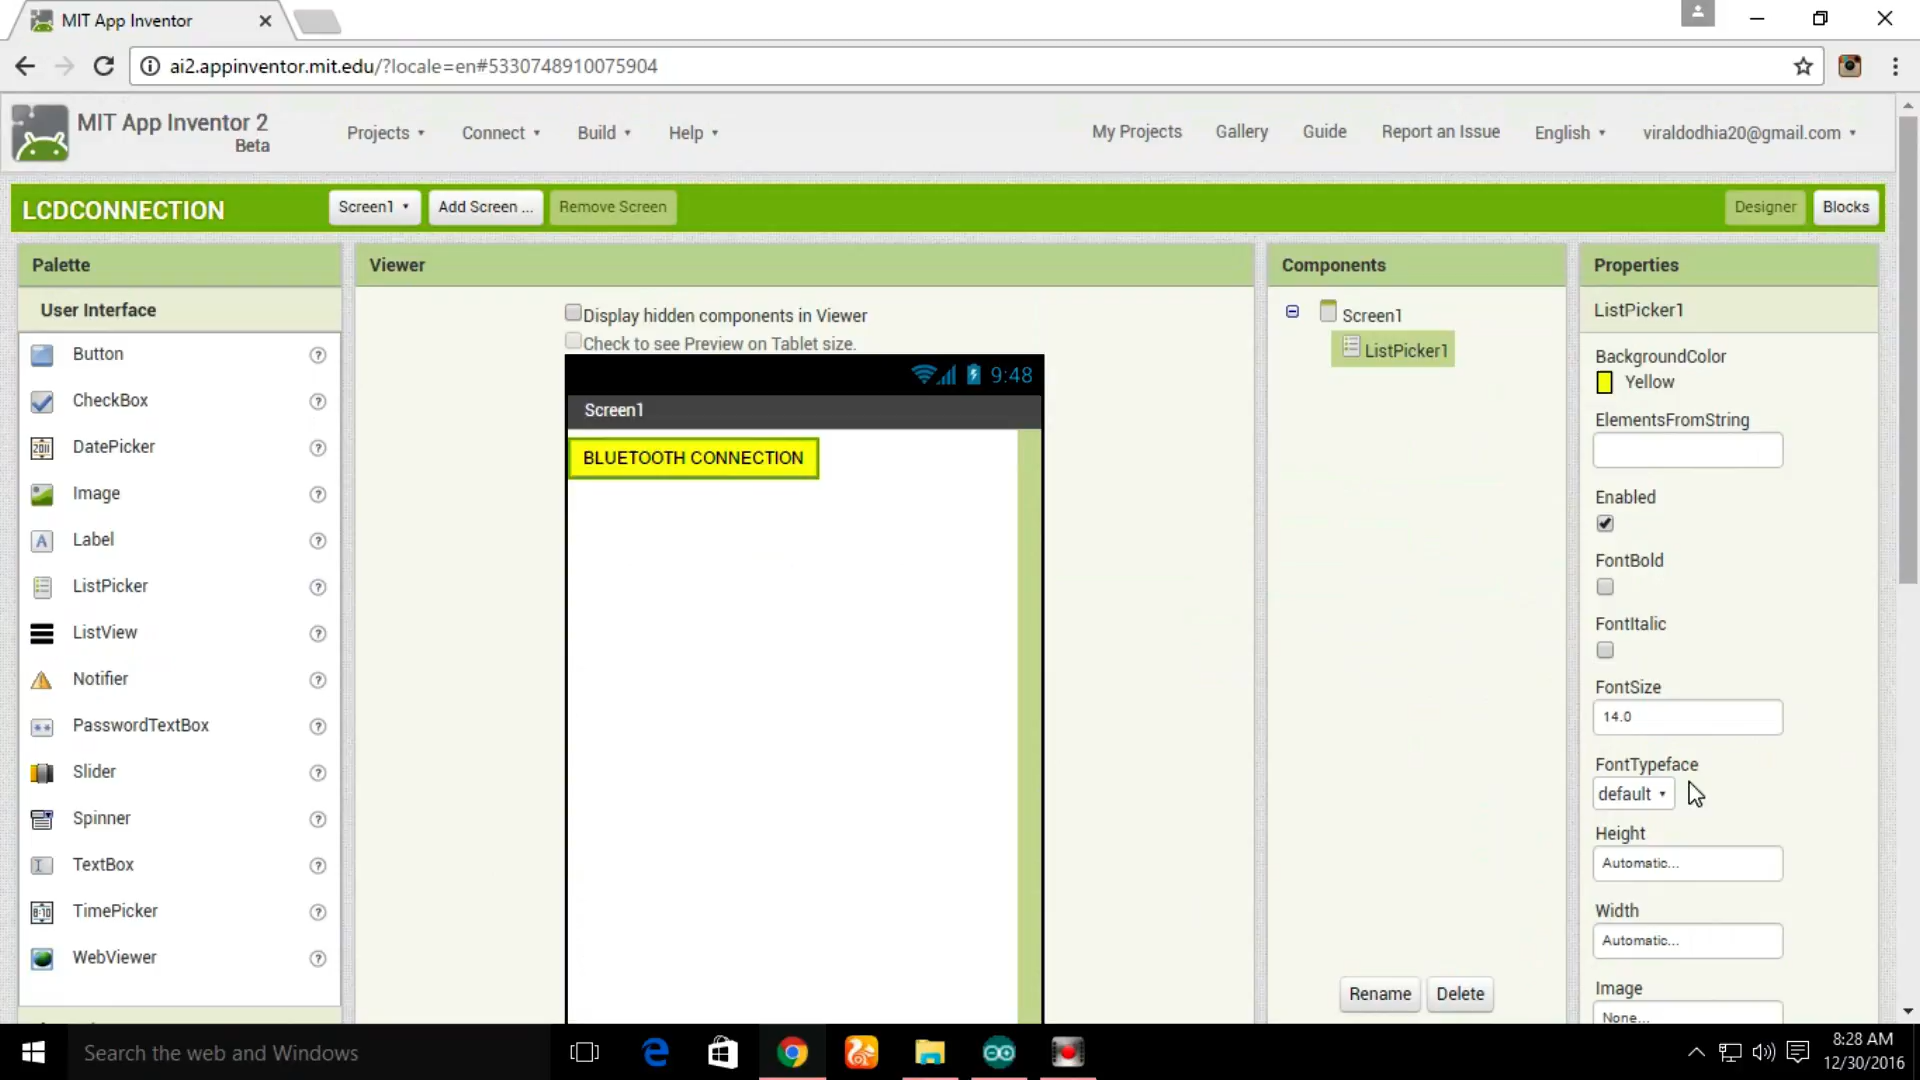 MIT App Inventor
ai2.appinventor.mit.edu/?locale=en#5330748910075904
MIT App Inventor 2
Beta
Projects
Connect
Build
Help
My Projects
Gallery
Guide
Report an Issue
English
viraldodhia20@gmail.com
LCDCONNECTION
Screen1
Add Screen ...
Remove Screen
Designer
Blocks
Palette
User Interface
Button
CheckBox
DatePicker
Image
Label
ListPicker
ListView
Notifier
PasswordTextBox
Slider
Spinner
TextBox
TimePicker
WebViewer
Viewer
Display hidden components in Viewer
Check to see Preview on Tablet size.
9:48
Screen1
BLUETOOTH CONNECTION
Components
Screen1
ListPicker1
Rename
Delete
Properties
ListPicker1
BackgroundColor
Yellow
ElementsFromString
Enabled
FontBold
FontItalic
FontSize
14.0
FontTypeface
default
Height
Automatic...
Width
Automatic...
Image
None...
Search the web and Windows
8:28 AM
12/30/2016